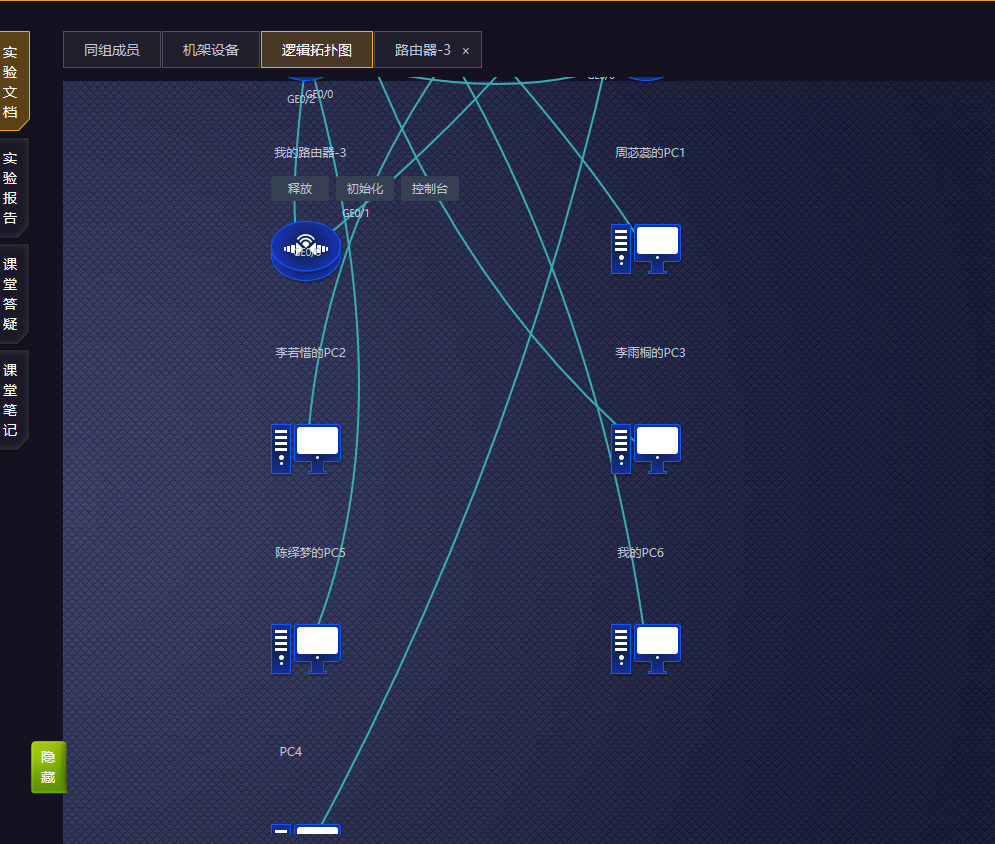 同组成员
机架设备
逻辑拓扑图
路由器-3 ×
实验文档
实验报告
课堂答疑
课堂笔记
GE0/0
GE0/2
我的路由器-3
周苾蕊的PC1
释放
初始化
控制台
GE0/1
李若惜的PC2
李雨桐的PC3
陈绎梦的PC5
我的PC6
PC4
隐藏